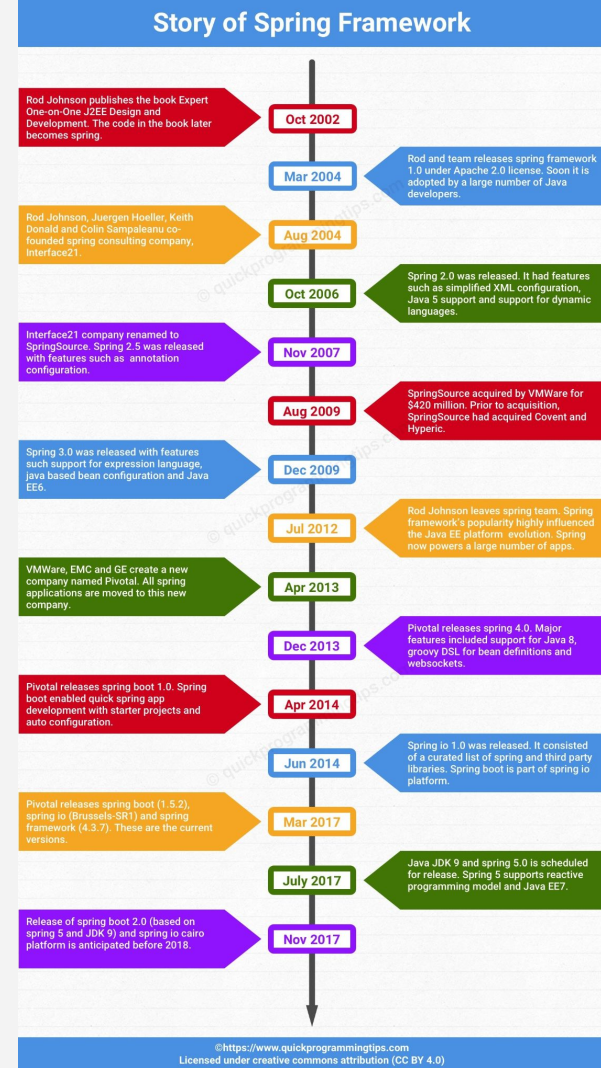 Story of Spring Framework
Rod Johnson publishes the book Expert
One-on-One J2EE Design and
Development. The code in the book later
becomes spring.
Oct 2002
Mar 2004
Rod and team releases spring framework
1.0 under Apache 2.0 license. Soon it is
adopted by a large number of Java
developers.
Rod Johnson, Juergen Hoeller, Keith
Donald and Colin Sampaleanu co-
founded spring consulting company,
Interface21.
Aug 2004
Oct 2006
Spring 2.0 was released. It had features
such as simplified XML configuration,
Java 5 support and support for dynamic
languages.
Interface21 company renamed to
SpringSource. Spring 2.5 was released
with features such as annotation
configuration.
Nov 2007
Aug 2009
SpringSource acquired by VMWare for
$420 million. Prior to acquisition,
SpringSource had acquired Covent and
Hyperic.
Spring 3.0 was released with features
such support for expression language,
java based bean configuration and Java
EE6.
Dec 2009
Jul 2012
Rod Johnson leaves spring team. Spring
framework's popularity highly influenced
the Java EE platform evolution. Spring
now powers a large number of apps.
VMWare, EMC and GE create a new
company named Pivotal. All spring
applications are moved to this new
company.
Apr 2013
Dec 2013
Pivotal releases spring 4.0. Major
features included support for Java 8,
groovy DSL for bean definitions and
websockets.
Pivotal releases spring boot 1.0. Spring
boot enabled quick spring app
development with starter projects and
auto configuration.
Apr 2014
Jun 2014
Spring io 1.0 was released. It consisted
of a curated list of spring and third party
libraries. Spring boot is part of spring io
platform.
Pivotal releases spring boot (1.5.2),
spring io (Brussels-SR1) and spring
framework (4.3.7). These are the current
versions.
Mar 2017
July 2017
Java JDK 9 and spring 5.0 is scheduled
for release. Spring 5 supports reactive
programming model and Java EE7.
Release of spring boot 2.0 (based on
spring 5 and JDK 9) and spring io cairo
platform is anticipated before 2018.
Nov 2017
©https://www.quickprogrammingtips.com
Licensed under creative commons attribution (CC BY 4.0)